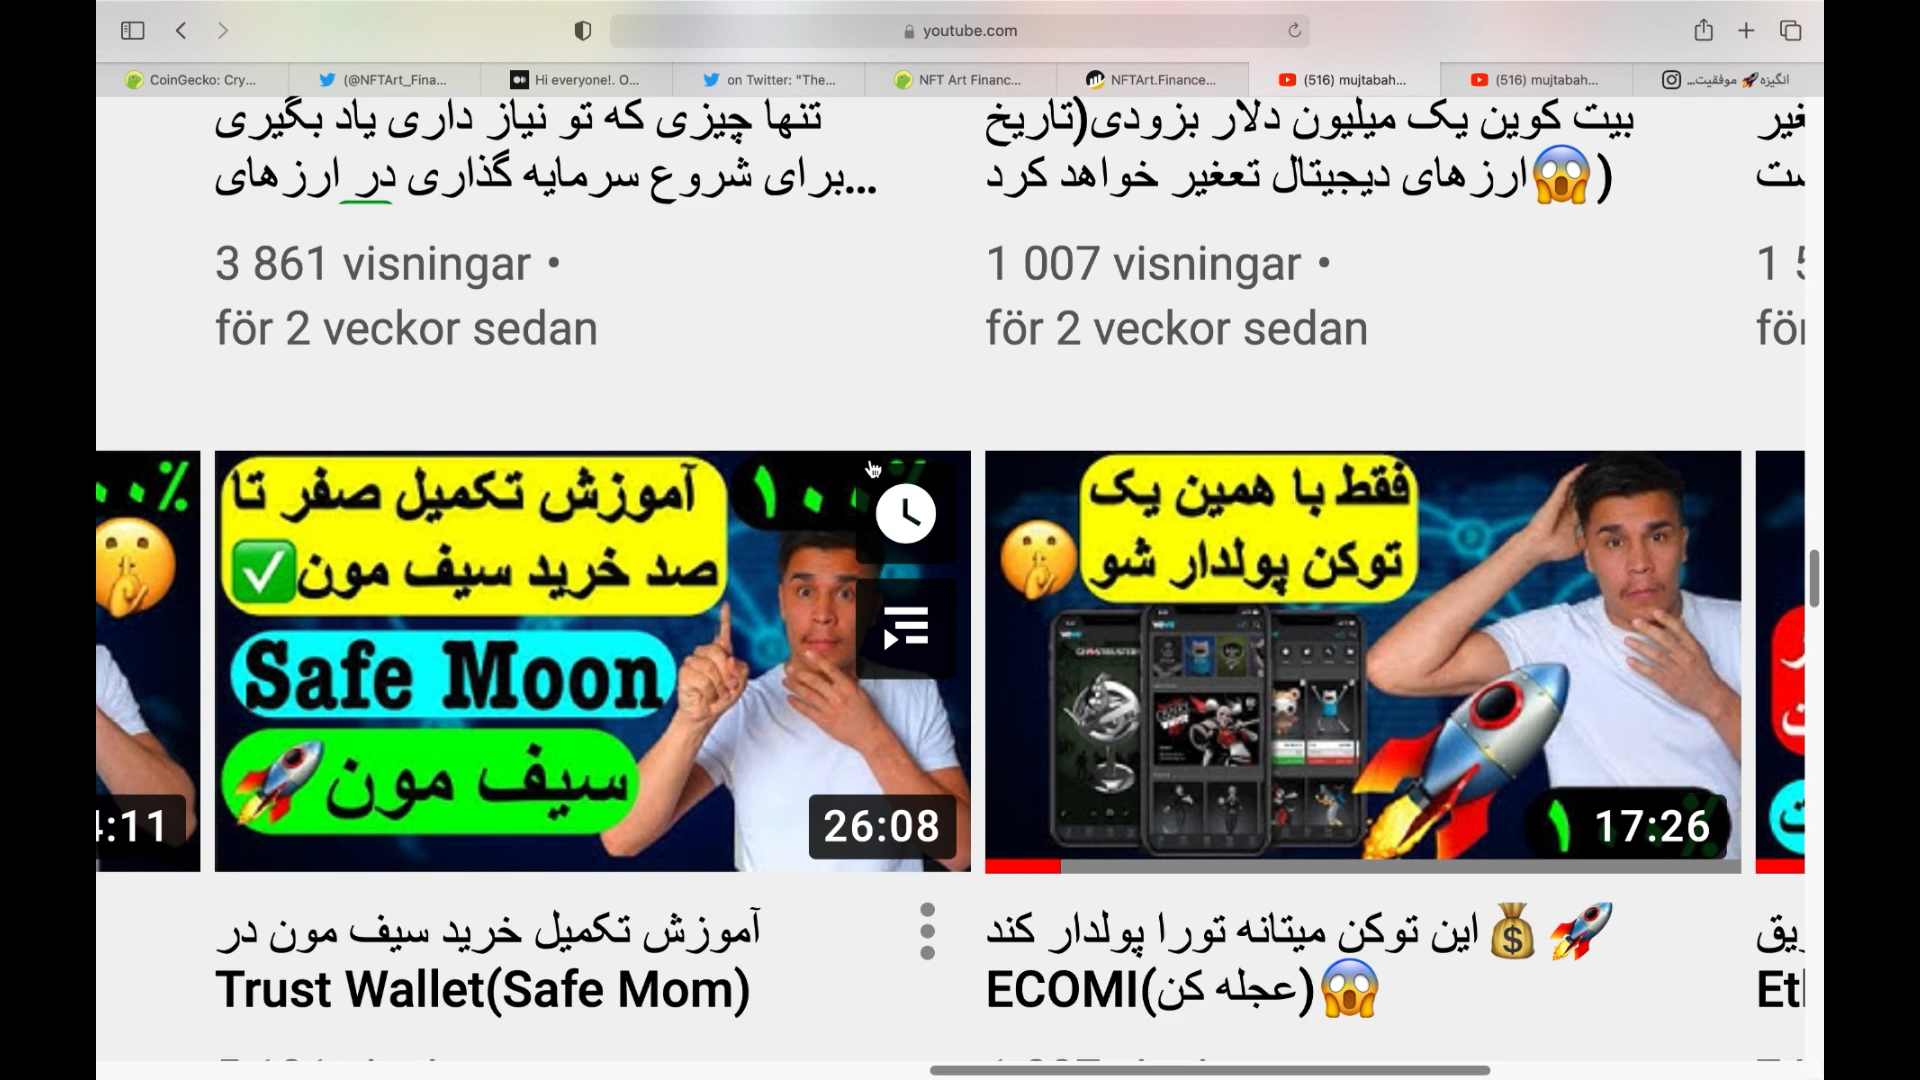 youtube.com
CoinGecko: Cry...
(@NFTArt_Fina...
Hi everyone!. O...
on Twitter: "The...
NFT Art Financ...
NFTArt.Finance...
(516) mujtabah...
(516) mujtabah...
انگیزه🚀 موفقیت...
تنها چیزی که تو نیاز داری یاد بگیری
برای شروع سرمایه گذاری در ارزهای...
3 861 visningar •
för 2 veckor sedan
بیت کوین یک میلیون دلار بزودی(تاریخ
ارزهای دیجیتال تعغیر خواهد کرد😱)
1 007 visningar •
för 2 veckor sedan
آموزش تکمیل صفر تا
صد خرید سیف مون✅
Safe Moon
سیف مون🚀
26:08
فقط با همین یک
توکن پولدار شو
17:26
آموزش تکمیل خرید سیف مون در
Trust Wallet(Safe Mom)
🚀💰این توکن میتانه تورا پولدار کند
ECOMI(عجله کن)😱